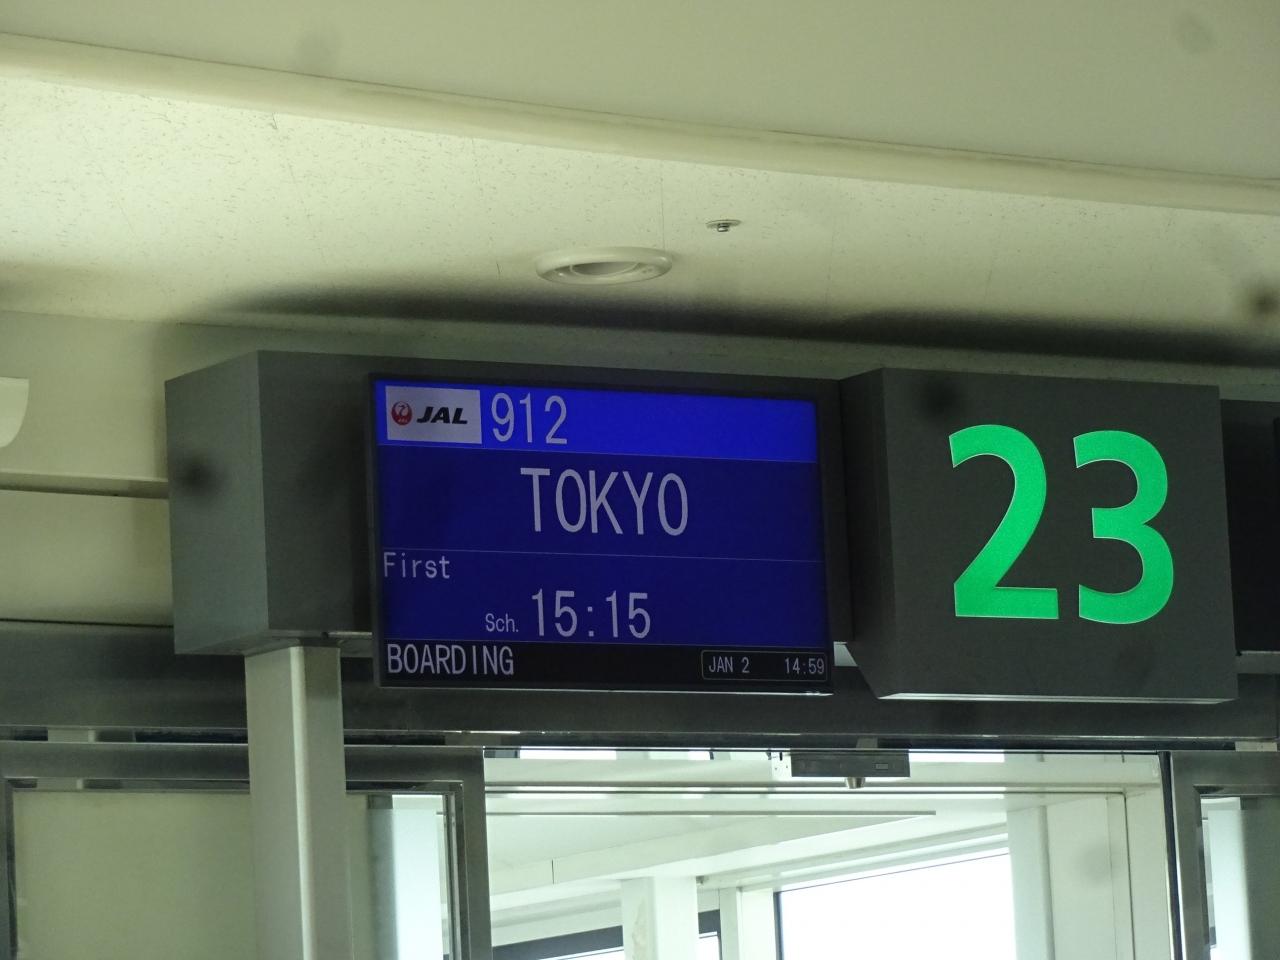 JAL 912
TOKYO
First
Sch. 15:15
BOARDING JAN 2 14:59
23